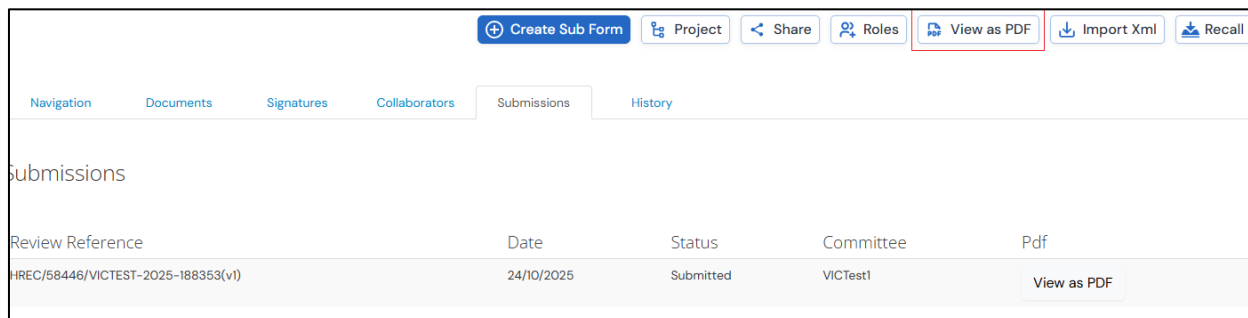 Create Sub Form Project Share Roles PDF View as PDF Import Xml Recall
Navigation Documents Signatures Collaborators Submissions History
Submissions
Review Reference Date Status Committee Pdf
HREC/58446/VICTEST-2025-188353(v1) 24/10/2025 Submitted VICTest1 View as PDF